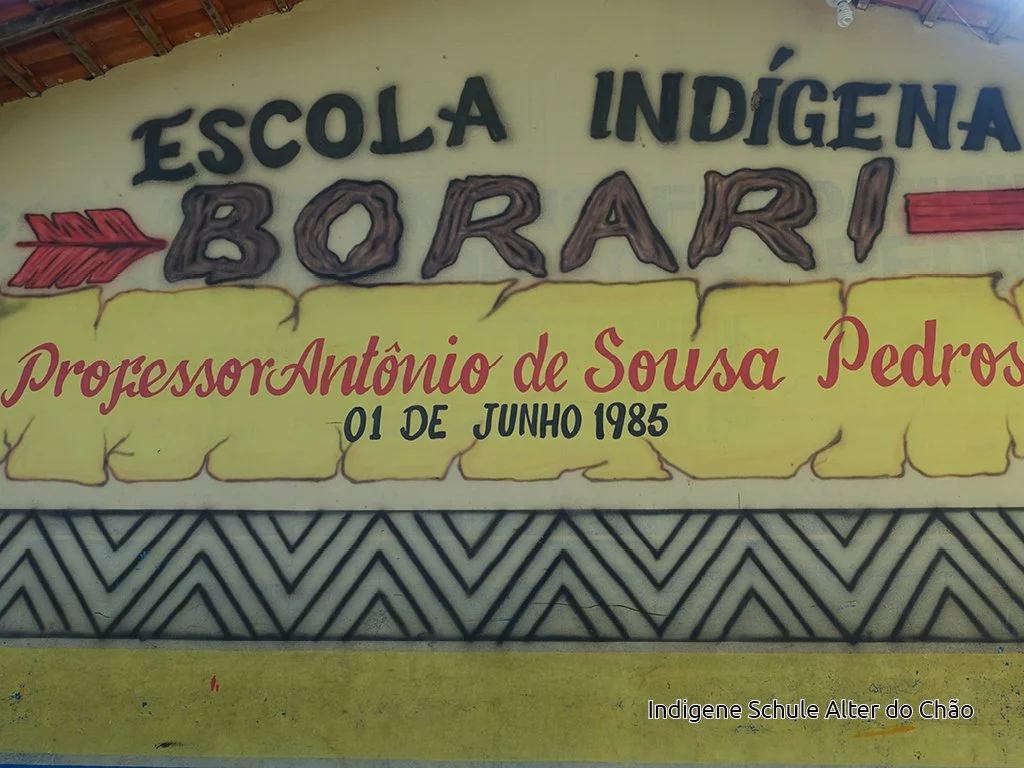 ESCOLA INDÍGENA
BORARI
Professor Antônio de Sousa Pedros
01 DE JUNHO 1985
Indigene Schule Alter do Chão